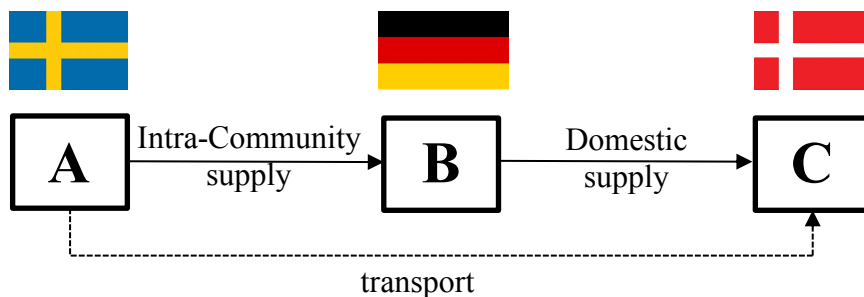 A
Intra-Community
supply
B
Domestic
supply
C
transport